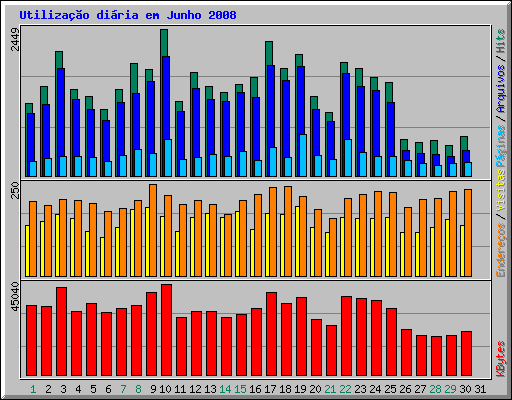 Utilização diária em Junho 2008
2449
250
45040
Hits
Arquivos /
Páginas /
Visitas
Endereços /
KBytes
1 2 3 4 5 6 7 8 9 10 11 12 13 14 15 16 17 18 19 20 21 22 23 24 25 26 27 28 29 30 31